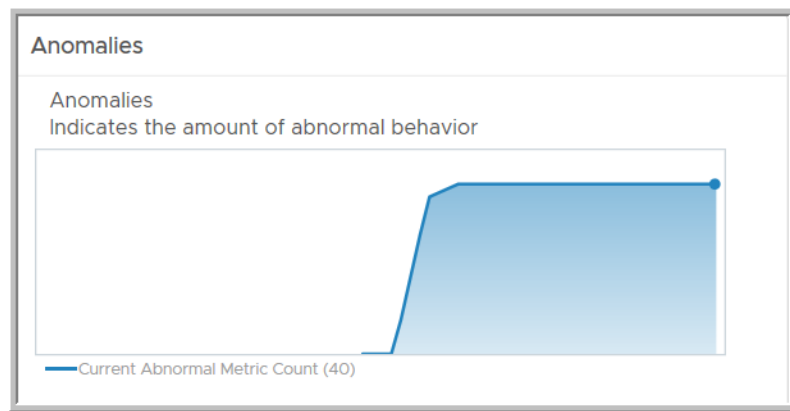 Anomalies
Anomalies
Indicates the amount of abnormal behavior
Current Abnormal Metric Count (40)